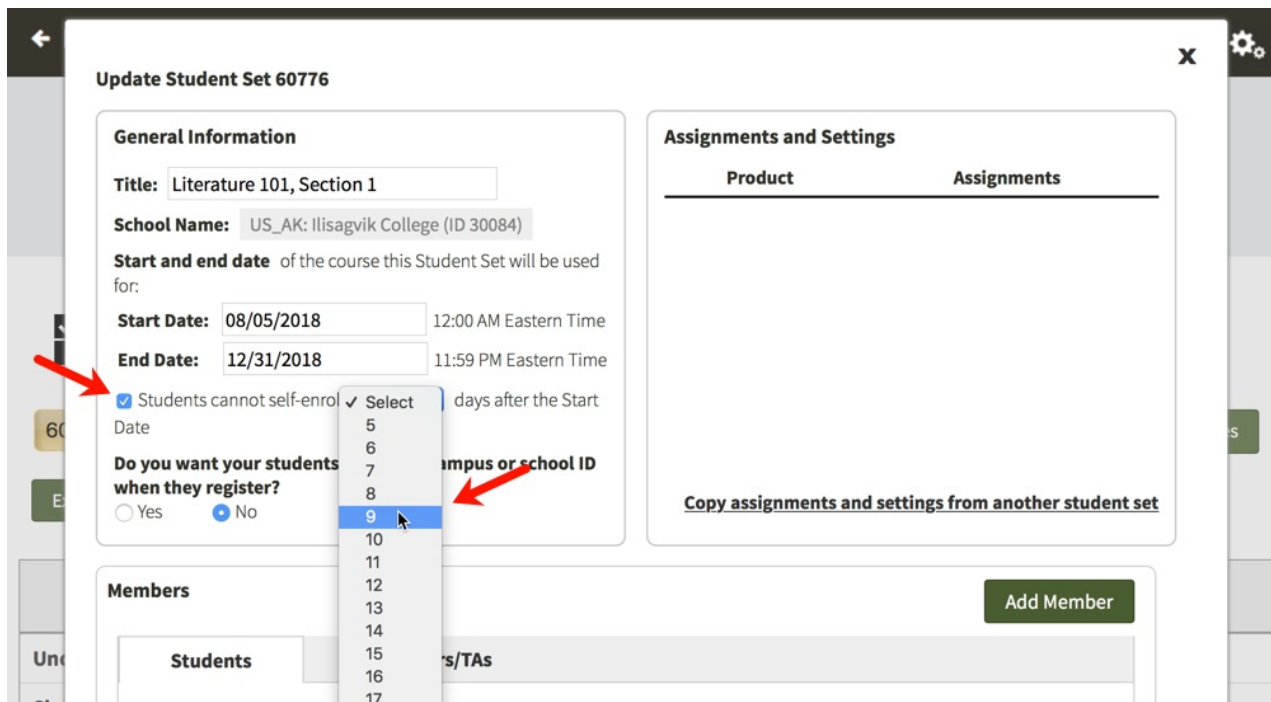 X
Update Student Set 60776
General Information
Title: Literature 101, Section 1
School Name: US_AK: Ilisagvik College (ID 30084)
Start and end date of the course this Student Set will be used
for:
Start Date: 08/05/2018 12:00 AM Eastern Time
End Date: 12/31/2018 11:59 PM Eastern Time
Students cannot self-enrol days after the Start
Date
Do you want your students ampus or school ID
when they register?
Yes No
✓ Select
5
6
7
8
9
10
11
12
13
14
15
16
17
Assignments and Settings
Product Assignments
Copy assignments and settings from another student set
Members
Add Member
Students rs/TAs
60